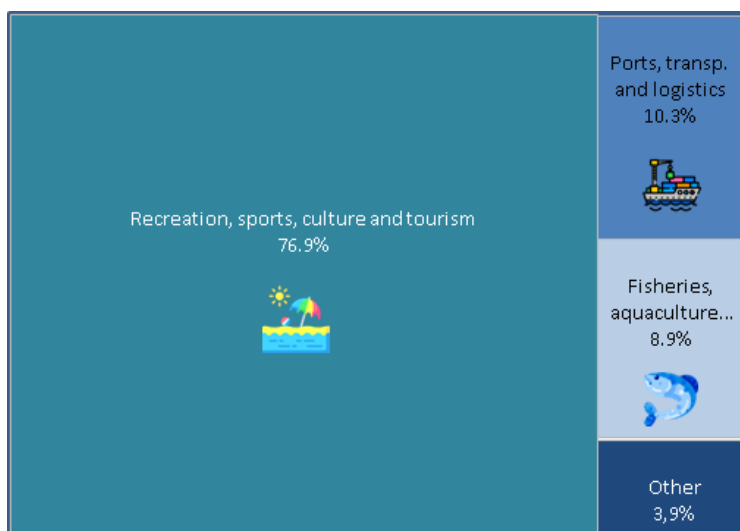 Recreation, sports, culture and tourism
76.9%
Ports, transp.
and logistics
10.3%
Fisheries,
aquaculture...
8.9%
Other
3,9%